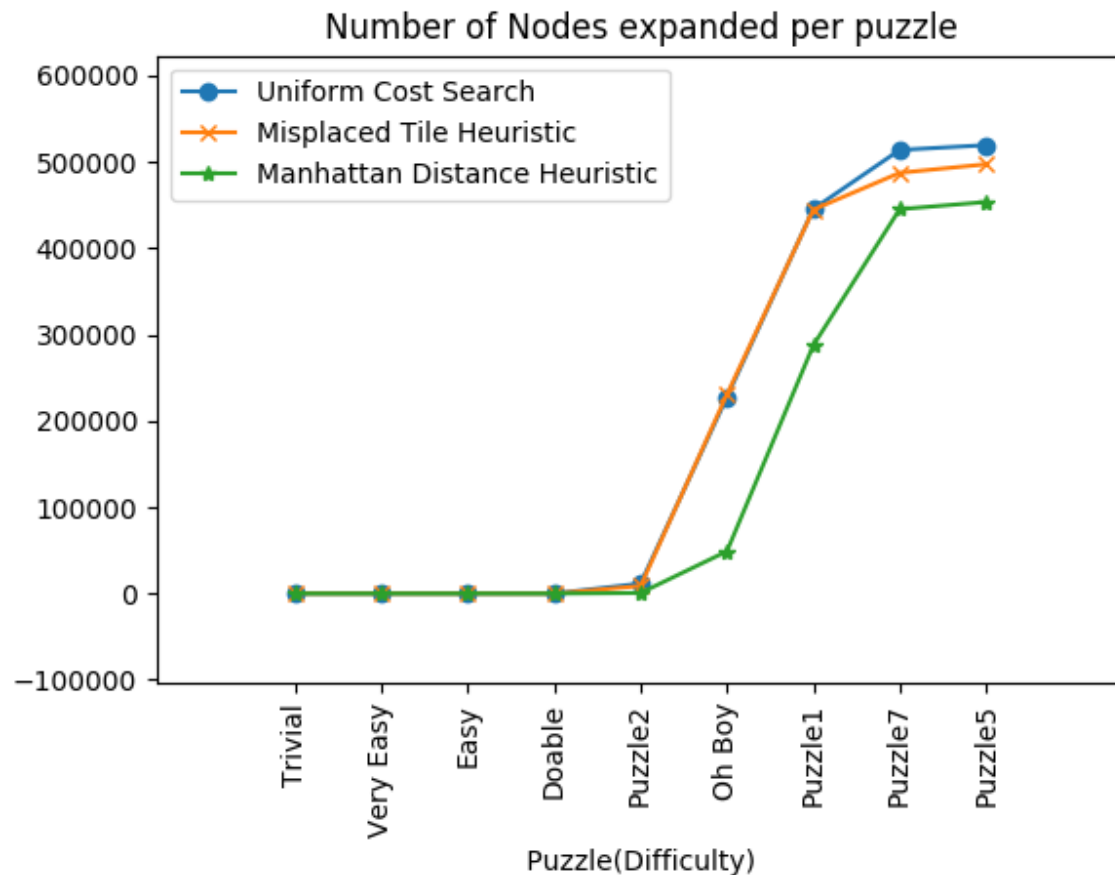 Number of Nodes expanded per puzzle
600000
500000
400000
300000
200000
100000
0
−100000
Uniform Cost Search
Misplaced Tile Heuristic
Manhattan Distance Heuristic
Trivial
Very Easy
Easy
Doable
Puzzle2
Oh Boy
Puzzle1
Puzzle7
Puzzle5
Puzzle(Difficulty)